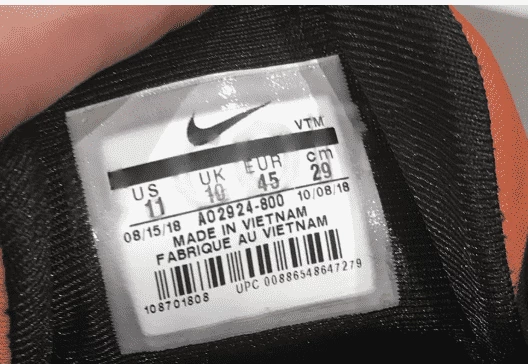 VTM
US UK EUR cm
11 10 45 29
08/15/18 AO2924-800 10/08/18
MADE IN VIETNAM
FABRIQUE AU VIETNAM
108701808 UPC 00886548647279